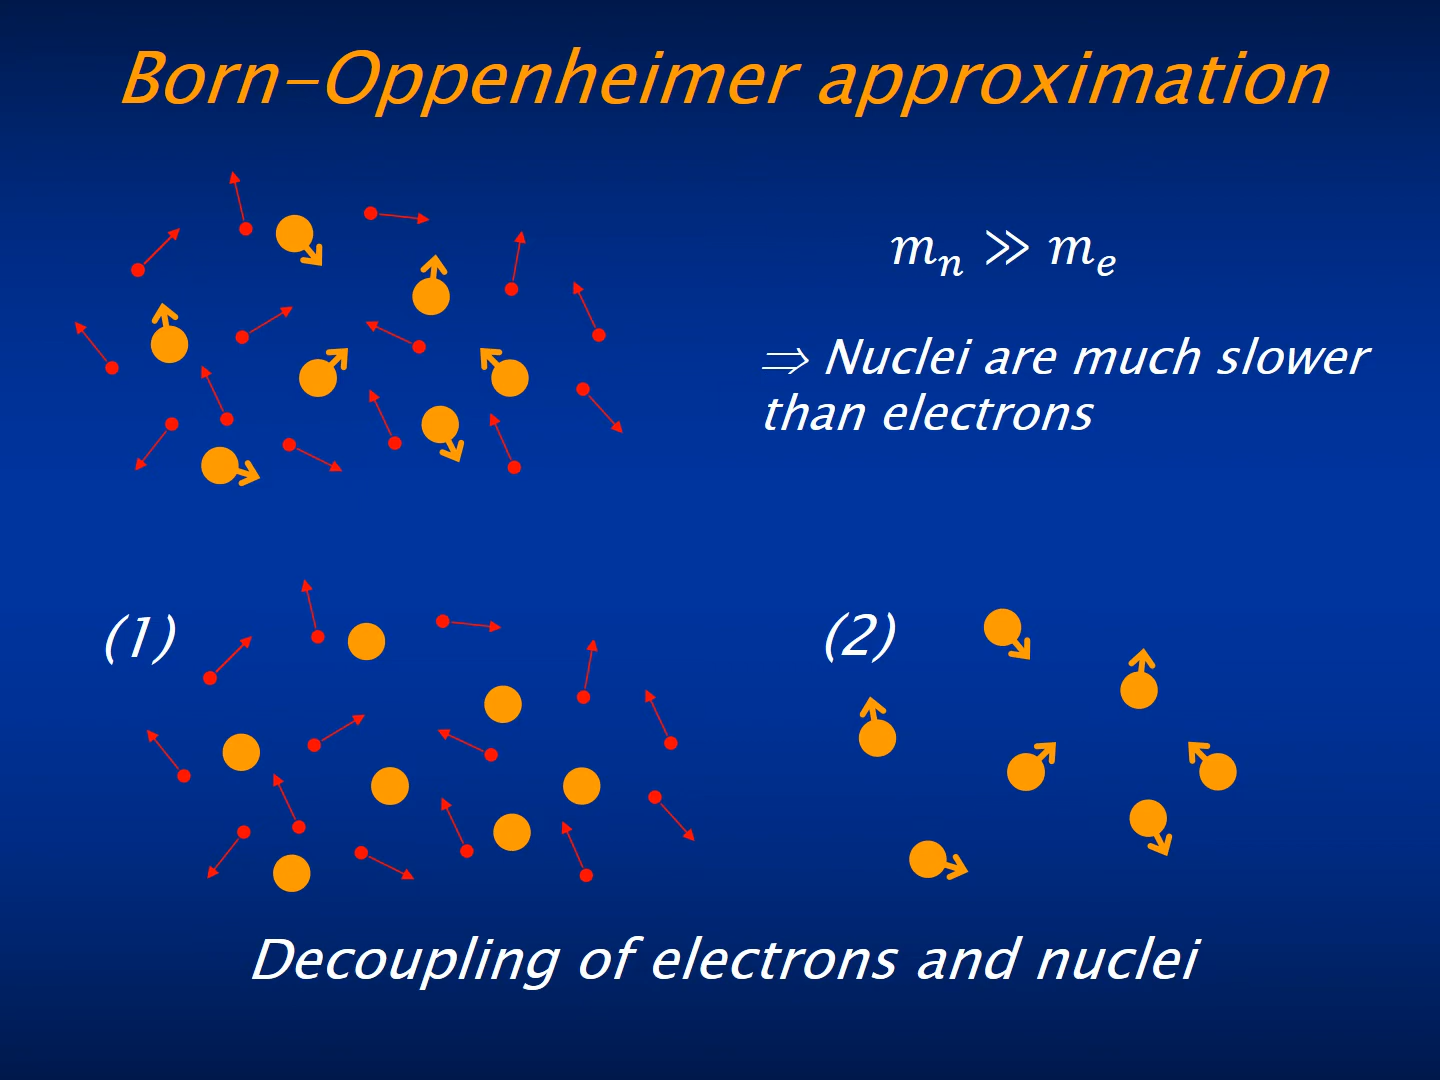 Born-Oppenheimer approximation
mₙ ≫ mₑ
⇒ Nuclei are much slower
than electrons
(1)
(2)
Decoupling of electrons and nuclei